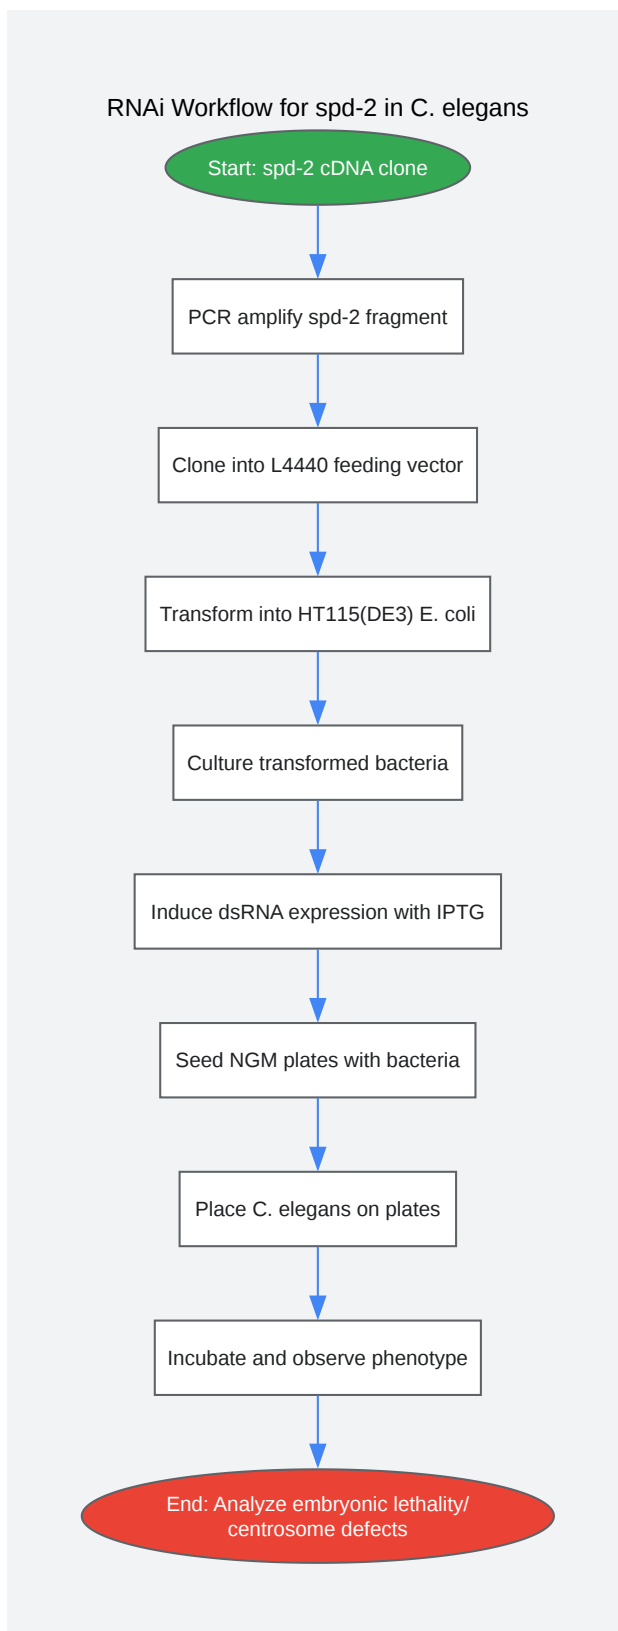 RNAi Workflow for spd-2 in C. elegans
Start: spd-2 cDNA clone
PCR amplify spd-2 fragment
Clone into L4440 feeding vector
Transform into HT115(DE3) E. coli
Culture transformed bacteria
Induce dsRNA expression with IPTG
Seed NGM plates with bacteria
Place C. elegans on plates
Incubate and observe phenotype
End: Analyze embryonic lethality/
centrosome defects